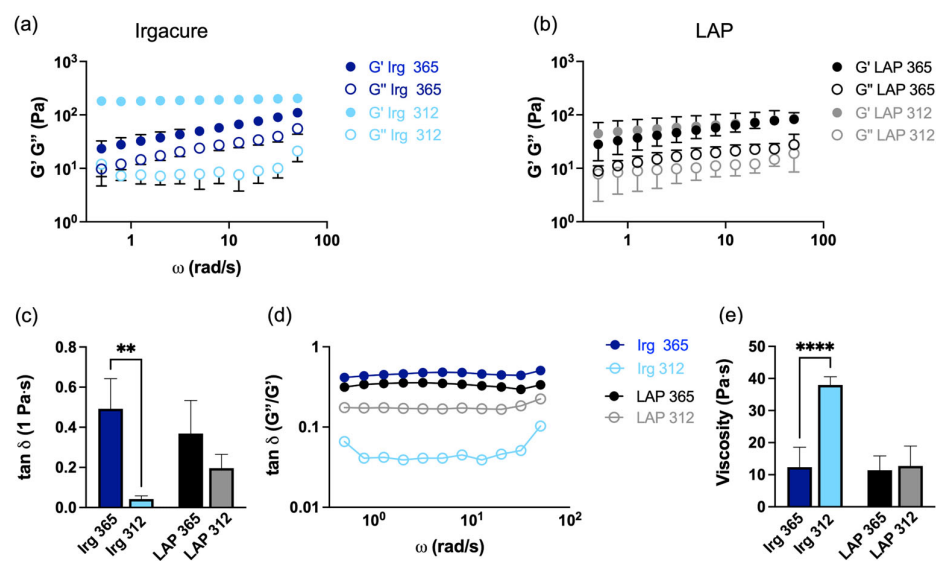 (a)
Irgacure
G' G'' (Pa)
10³
10²
10¹
10⁰
1
10
100
ω (rad/s)
G' Irg 365
G'' Irg 365
G' Irg 312
G'' Irg 312
(b)
LAP
G' G'' (Pa)
10³
10²
10¹
10⁰
1
10
100
ω (rad/s)
G' LAP 365
G'' LAP 365
G' LAP 312
G'' LAP 312
(c)
tan δ (1 Pa·s)
0.8
0.6
0.4
0.2
0.0
**
Irg 365
Irg 312
LAP 365
LAP 312
(d)
tan δ (G''/G')
1
0.1
0.01
10⁰
10¹
10²
ω (rad/s)
Irg 365
Irg 312
LAP 365
LAP 312
(e)
Viscosity (Pa·s)
50
40
30
20
10
0
****
Irg 365
Irg 312
LAP 365
LAP 312